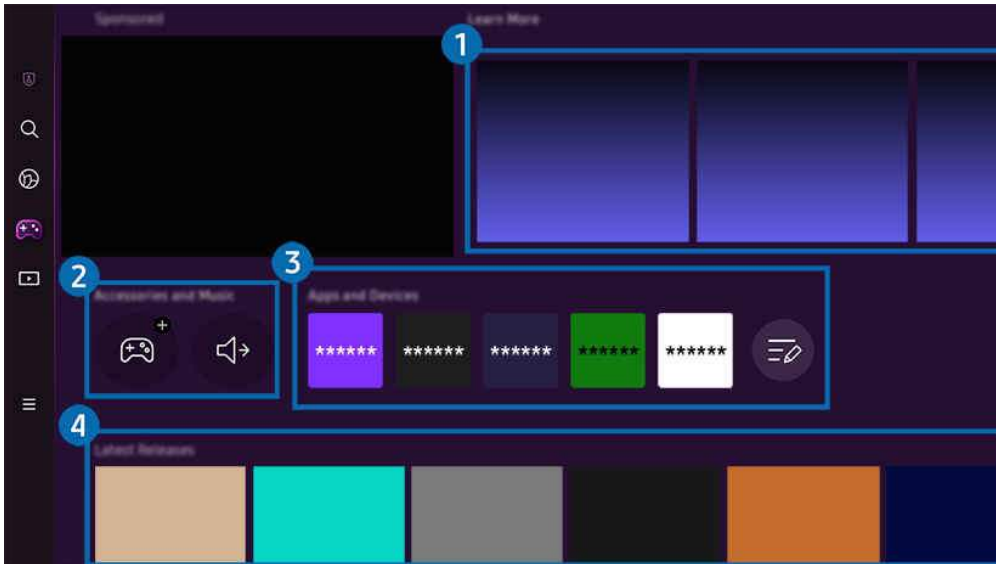 Sponsored
Learn More
1
2
3
Accessories and Music
Apps and Devices
****** ****** ****** ****** ******
4
Latest Releases